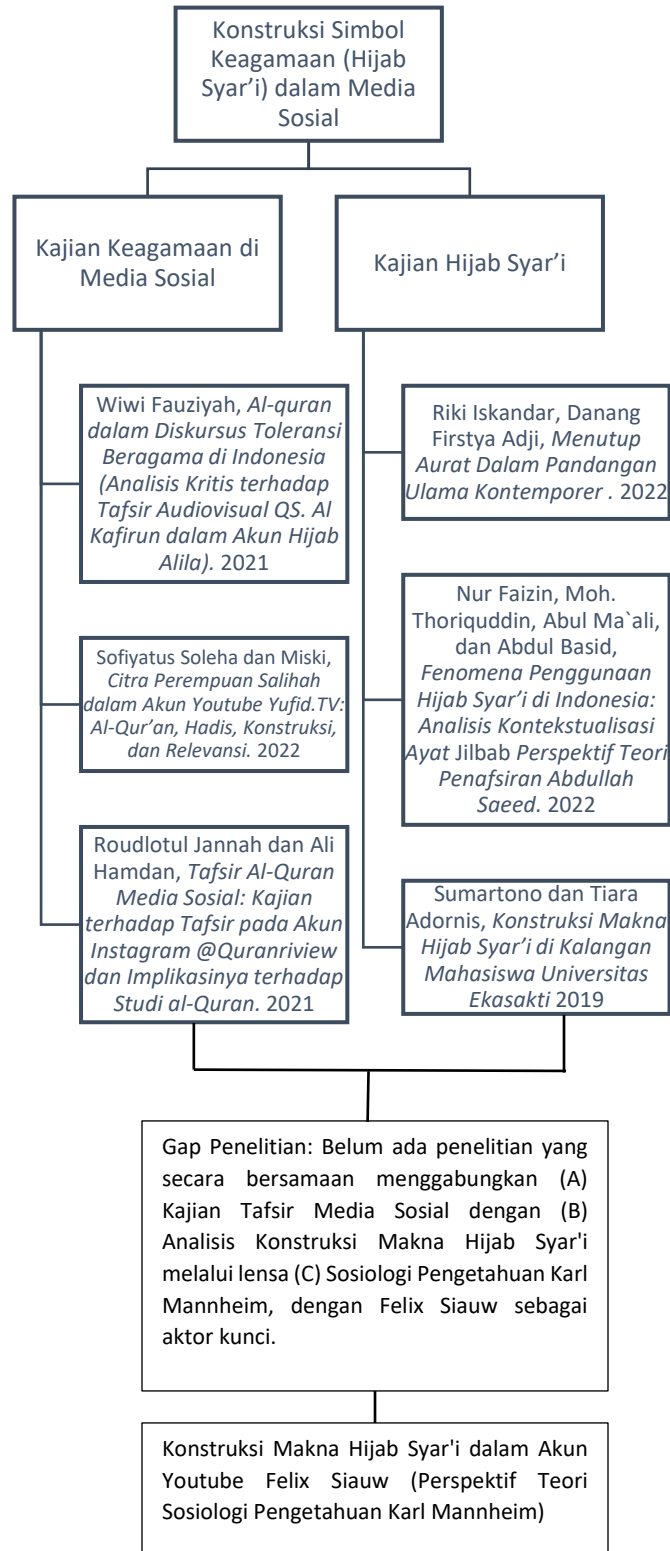 Konstruksi Simbol
Keagamaan (Hijab
Syar’i) dalam Media
Sosial
Kajian Keagamaan di
Media Sosial
Kajian Hijab Syar’i
Wiwi Fauziyah, Al-quran
dalam Diskursus Toleransi
Beragama di Indonesia
(Analisis Kritis terhadap
Tafsir Audiovisual QS. Al
Kafirun dalam Akun Hijab
Alila). 2021
Sofiyatus Soleha dan Miski,
Citra Perempuan Salihah
dalam Akun Youtube Yufid.TV:
Al-Qur’an, Hadis, Konstruksi,
dan Relevansi. 2022
Roudlotul Jannah dan Ali
Hamdan, Tafsir Al-Quran
Media Sosial: Kajian
terhadap Tafsir pada Akun
Instagram @Quranriview
dan Implikasinya terhadap
Studi al-Quran. 2021
Riki Iskandar, Danang
Firstya Adji, Menutup
Aurat Dalam Pandangan
Ulama Kontemporer . 2022
Nur Faizin, Moh.
Thoriquddin, Abul Ma`ali,
dan Abdul Basid,
Fenomena Penggunaan
Hijab Syar’i di Indonesia:
Analisis Kontekstualisasi
Ayat Jilbab Perspektif Teori
Penafsiran Abdullah
Saeed. 2022
Sumartono dan Tiara
Adornis, Konstruksi Makna
Hijab Syar’i di Kalangan
Mahasiswa Universitas
Ekasakti 2019
Gap Penelitian: Belum ada penelitian yang
secara bersamaan menggabungkan (A)
Kajian Tafsir Media Sosial dengan (B)
Analisis Konstruksi Makna Hijab Syar'i
melalui lensa (C) Sosiologi Pengetahuan Karl
Mannheim, dengan Felix Siauw sebagai
aktor kunci.
Konstruksi Makna Hijab Syar'i dalam Akun
Youtube Felix Siauw (Perspektif Teori
Sosiologi Pengetahuan Karl Mannheim)